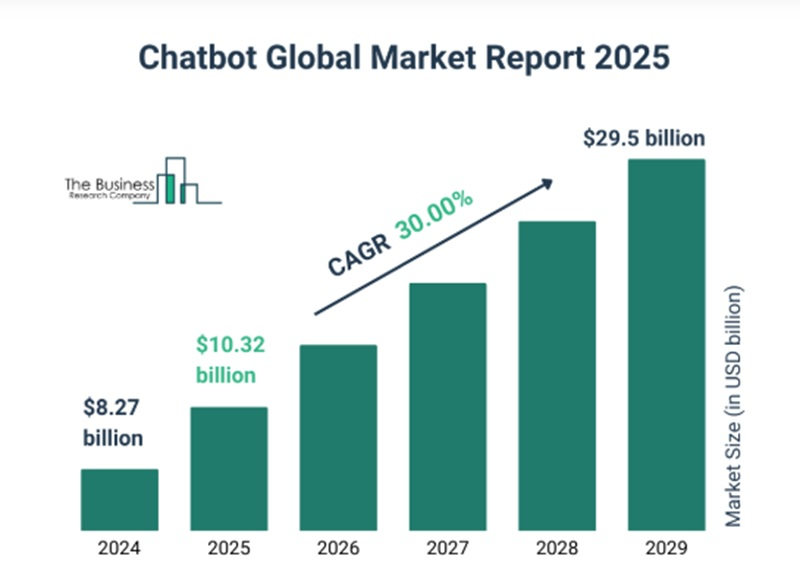 Chatbot Global Market Report 2025
The Business
Research Company
$29.5 billion
CAGR 30.00%
$10.32
billion
$8.27
billion
Market Size (in USD billion)
2024 2025 2026 2027 2028 2029